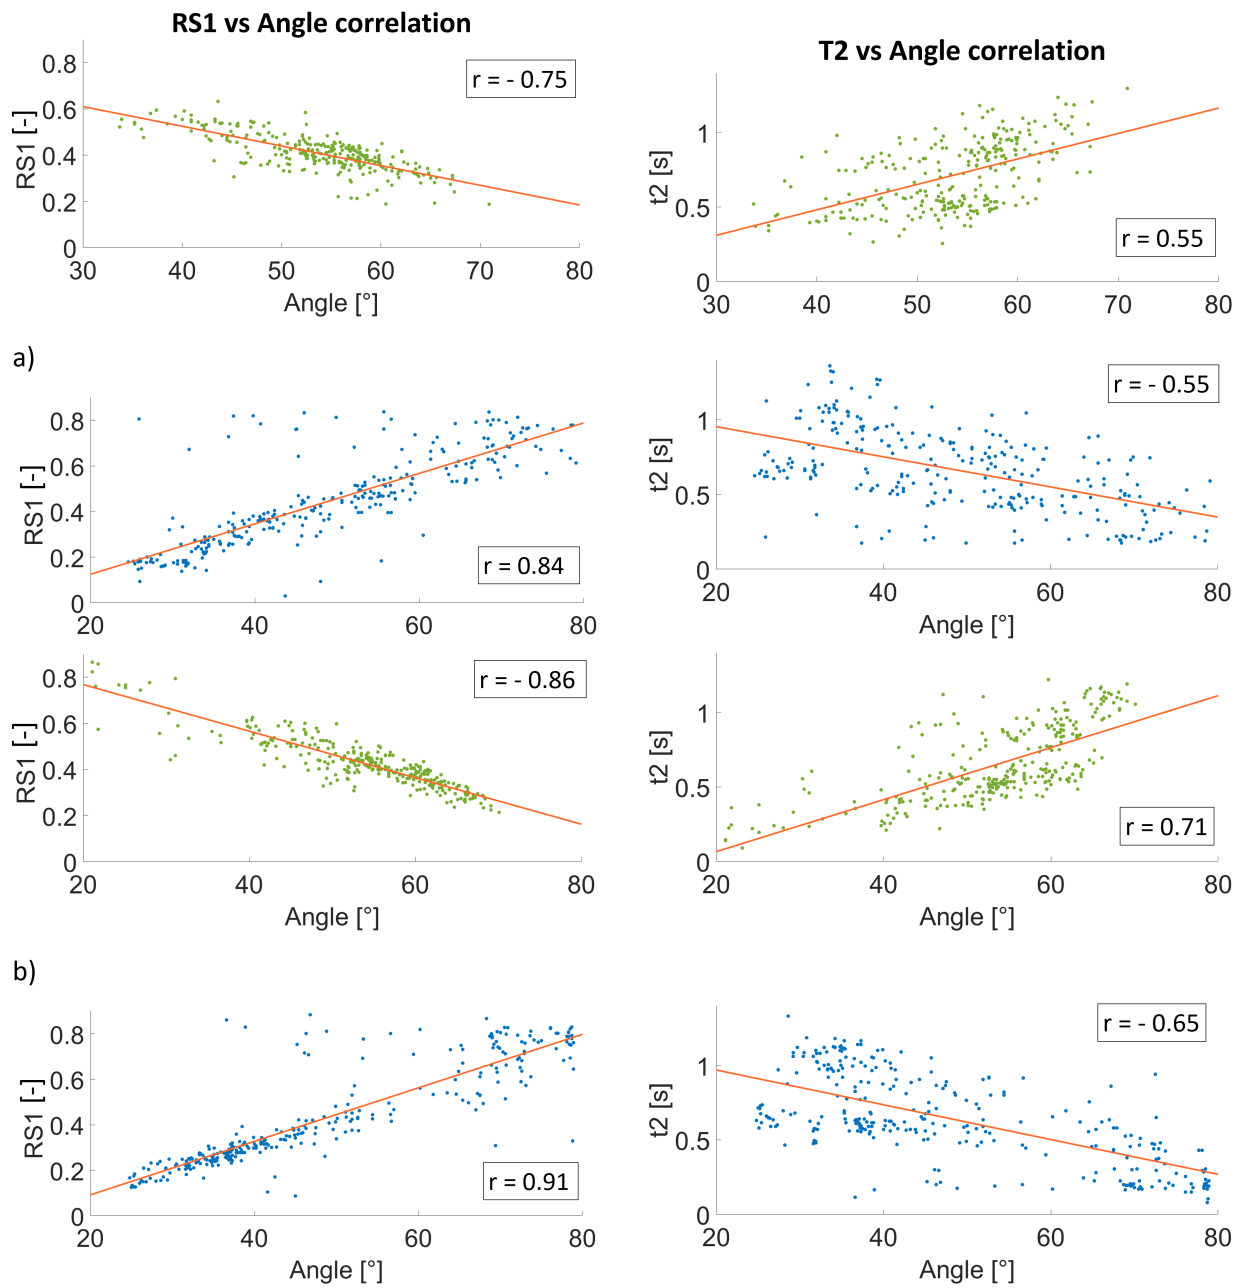 RS1 vs Angle correlation
T2 vs Angle correlation
r = - 0.75
0.8
0.6
0.4
0.2
0
RS1 [-]
30 40 50 60 70 80
Angle [°]
1
0.5
0
t2 [s]
r = 0.55
30 40 50 60 70 80
a)
0.8
0.6
0.4
0.2
0
RS1 [-]
r = 0.84
20 40 60 80
r = - 0.55
1
0.5
0
t2 [s]
20 40 60 80
Angle [°]
r = - 0.86
0.8
0.6
0.4
0.2
0
RS1 [-]
20 40 60 80
Angle [°]
1
0.5
0
t2 [s]
r = 0.71
20 40 60 80
Angle [°]
b)
0.8
0.6
0.4
0.2
0
RS1 [-]
r = 0.91
20 40 60 80
Angle [°]
r = - 0.65
1
0.5
0
t2 [s]
20 40 60 80
Angle [°]